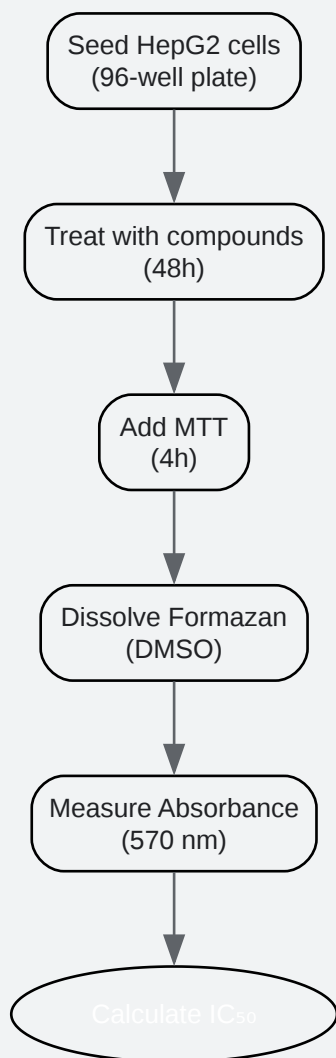 Seed HepG2 cells
(96-well plate)
Treat with compounds
(48h)
Add MTT
(4h)
Dissolve Formazan
(DMSO)
Measure Absorbance
(570 nm)
Calculate IC₅₀